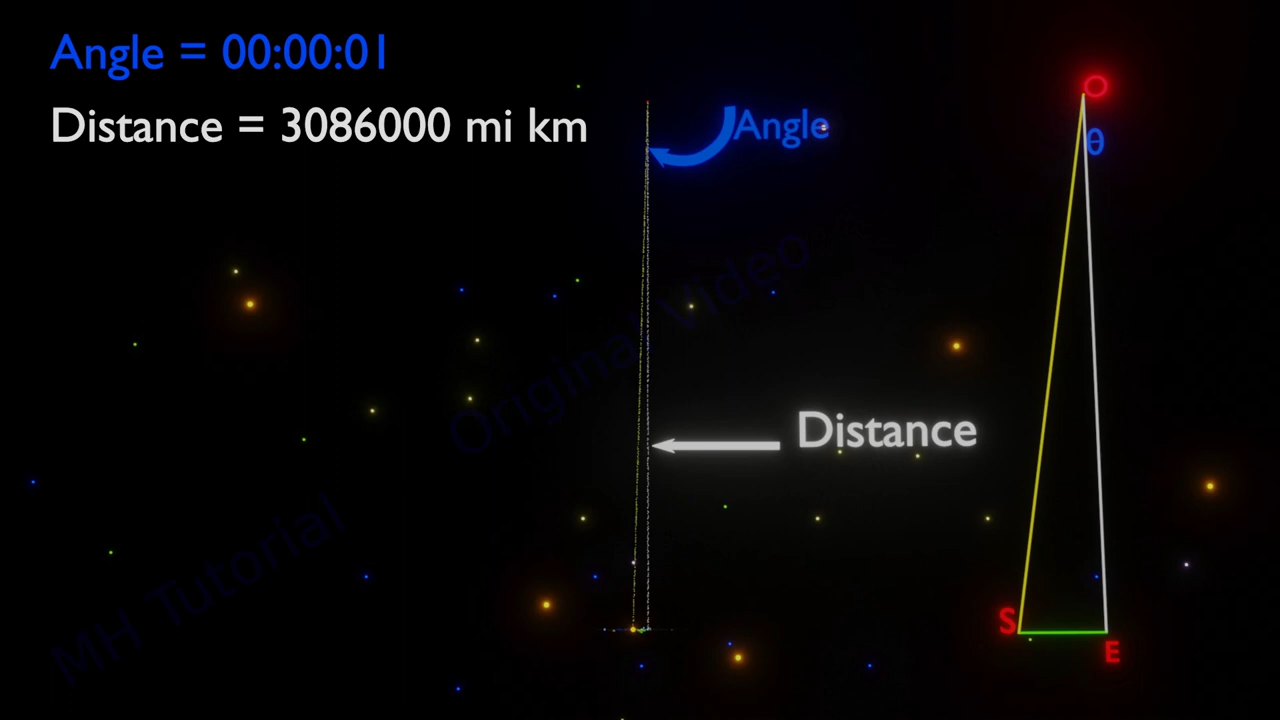 Angle = 00:00:01
Distance = 3086000 mi km
Angle
O
θ
Original Video
Distance
MH Tutorial
S
E